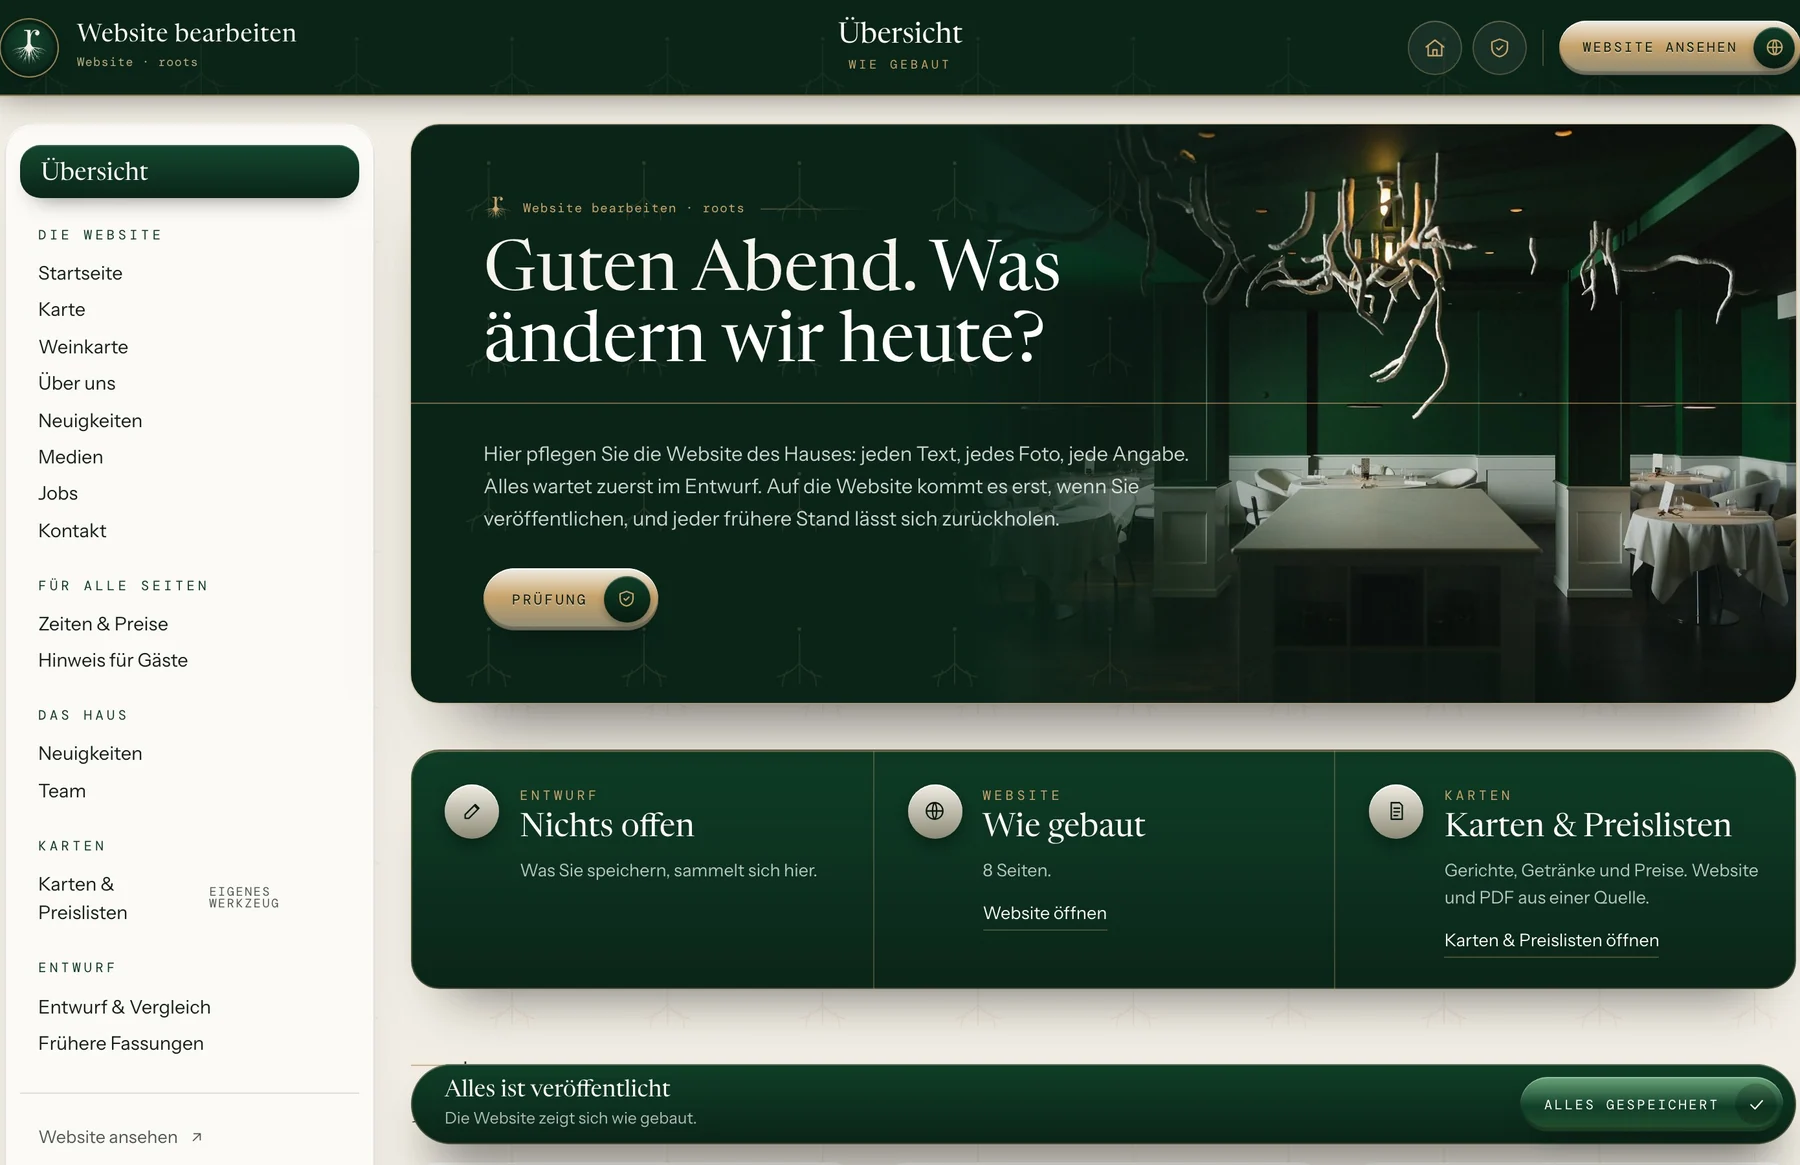 Website bearbeiten
Website · roots
Übersicht
WIE GEBAUT
WEBSITE ANSEHEN
Übersicht
DIE WEBSITE
Startseite
Karte
Weinkarte
Über uns
Neuigkeiten
Medien
Jobs
Kontakt
FÜR ALLE SEITEN
Zeiten & Preise
Hinweis für Gäste
DAS HAUS
Neuigkeiten
Team
KARTEN
Karten &
Preislisten
EIGENES
WERKZEUG
ENTWURF
Entwurf & Vergleich
Frühere Fassungen
Website ansehen
Website bearbeiten · roots
Guten Abend. Was
ändern wir heute?
Hier pflegen Sie die Website des Hauses: jeden Text, jedes Foto, jede Angabe.
Alles wartet zuerst im Entwurf. Auf die Website kommt es erst, wenn Sie
veröffentlichen, und jeder frühere Stand lässt sich zurückholen.
PRÜFUNG
ENTWURF
Nichts offen
Was Sie speichern, sammelt sich hier.
WEBSITE
Wie gebaut
8 Seiten.
Website öffnen
KARTEN
Karten & Preislisten
Gerichte, Getränke und Preise. Website
und PDF aus einer Quelle.
Karten & Preislisten öffnen
Alles ist veröffentlicht
Die Website zeigt sich wie gebaut.
ALLES GESPEICHERT